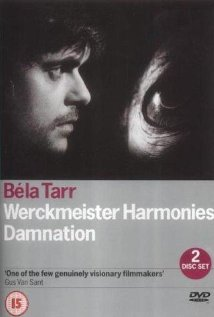 Béla Tarr
Werckmeister Harmonies
Damnation
2
DISC SET
'One of the few genuinely visionary filmmakers'
Gus Van Sant
15
DVD
VIDEO